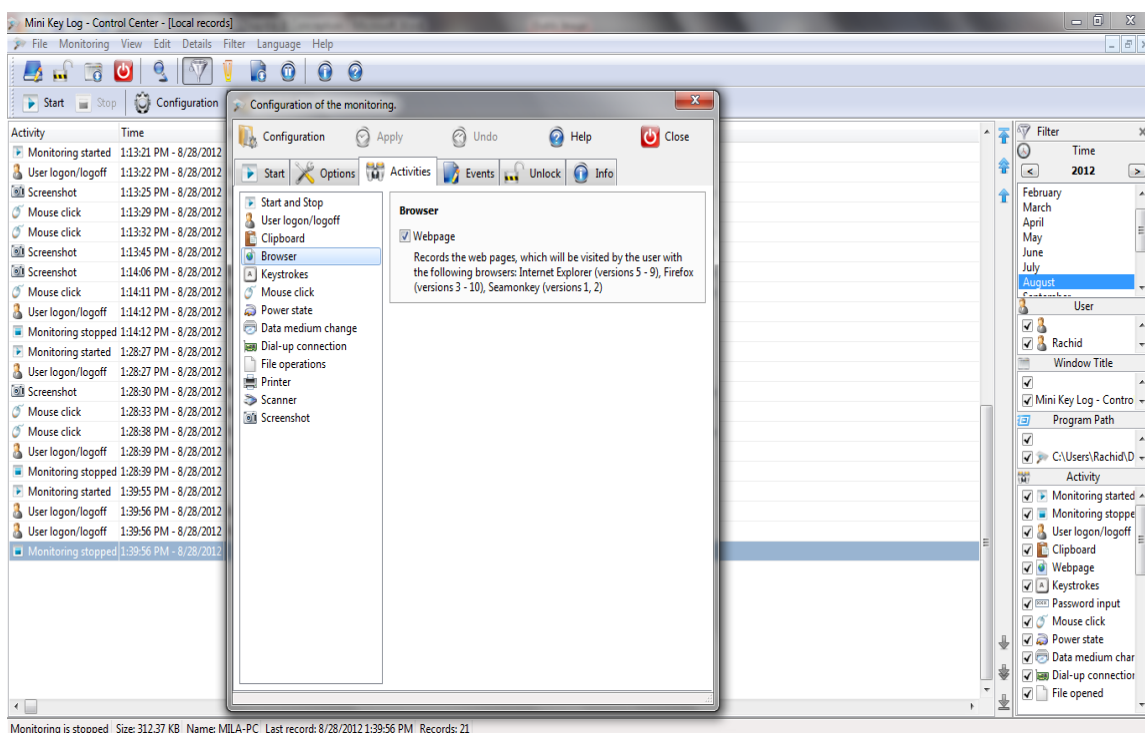 Mini Key Log - Control Center - [Local records]
File Monitoring View Edit Details Filter Language Help
Start Stop Configuration
Activity Time
Monitoring started 1:13:21 PM - 8/28/2012
User logon/logoff 1:13:22 PM - 8/28/2012
Screenshot 1:13:25 PM - 8/28/2012
Mouse click 1:13:29 PM - 8/28/2012
Mouse click 1:13:32 PM - 8/28/2012
Screenshot 1:13:45 PM - 8/28/2012
Screenshot 1:14:06 PM - 8/28/2012
Mouse click 1:14:11 PM - 8/28/2012
User logon/logoff 1:14:12 PM - 8/28/2012
Monitoring stopped 1:14:12 PM - 8/28/2012
Monitoring started 1:28:27 PM - 8/28/2012
User logon/logoff 1:28:27 PM - 8/28/2012
Screenshot 1:28:30 PM - 8/28/2012
Mouse click 1:28:33 PM - 8/28/2012
Mouse click 1:28:38 PM - 8/28/2012
User logon/logoff 1:28:39 PM - 8/28/2012
Monitoring stopped 1:28:39 PM - 8/28/2012
Monitoring started 1:39:55 PM - 8/28/2012
User logon/logoff 1:39:56 PM - 8/28/2012
User logon/logoff 1:39:56 PM - 8/28/2012
Monitoring stopped 1:39:56 PM - 8/28/2012
Configuration of the monitoring.
Configuration Apply Undo Help Close
Start Options Activities Events Unlock Info
Start and Stop
User logon/logoff
Clipboard
Browser
Keystrokes
Mouse click
Power state
Data medium change
Dial-up connection
File operations
Printer
Scanner
Screenshot
Browser
Webpage
Records the web pages, which will be visited by the user with
the following browsers: Internet Explorer (versions 5 - 9), Firefox
(versions 3 - 10), Seamonkey (versions 1, 2)
Filter
Time
< 2012 >
February
March
April
May
June
July
August
User
Rachid
Window Title
Mini Key Log - Contro
Program Path
C:\Users\Rachid\D
Activity
Monitoring started
Monitoring stoppe
User logon/logoff
Clipboard
Webpage
Keystrokes
Password input
Mouse click
Power state
Data medium char
Dial-up connection
File opened
Monitoring is stopped Size: 312.37 KB Name: MILA-PC Last record: 8/28/2012 1:39:56 PM Records: 21